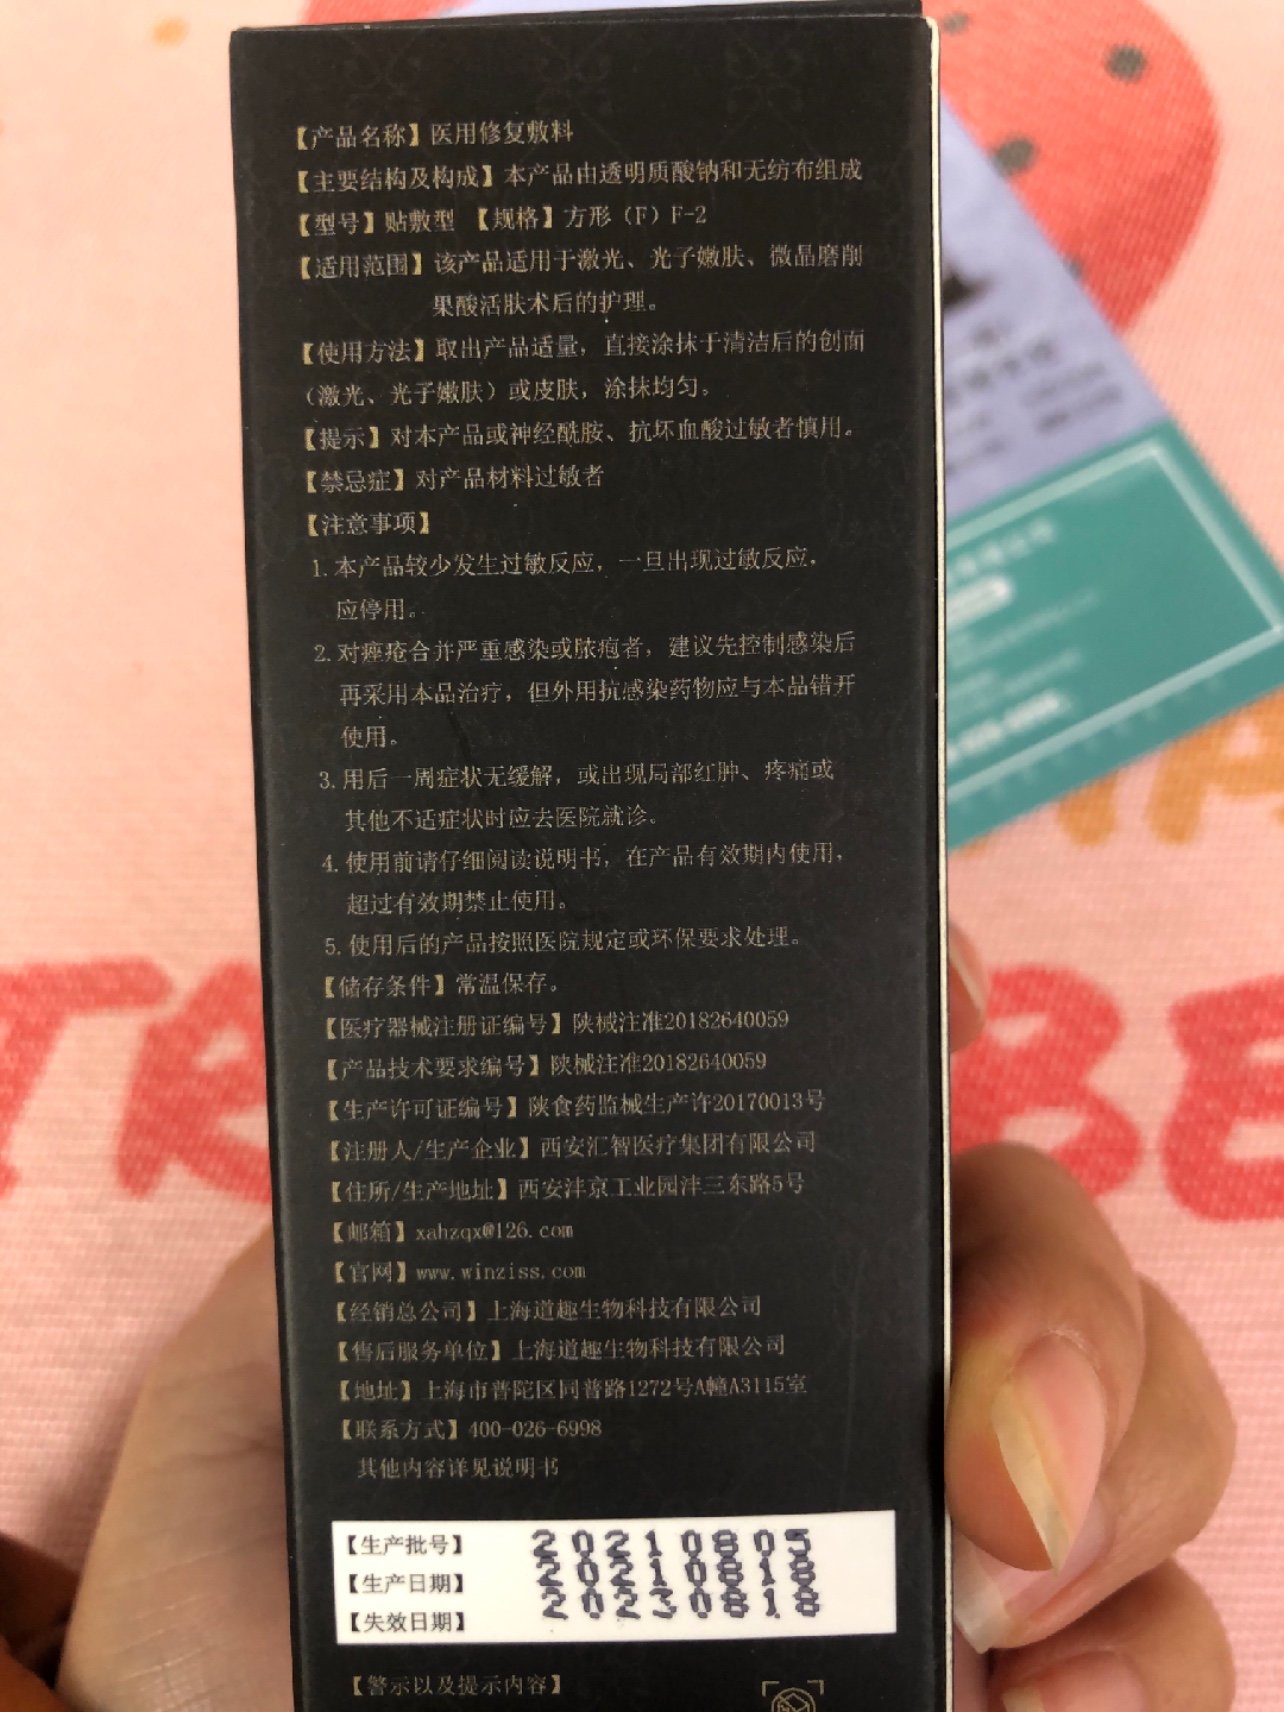 【产品名称】医用修复敷料
【主要结构及构成】本产品由透明质酸钠和无纺布组成
【型号】贴敷型 【规格】方形（F）F-2
【适用范围】该产品适用于激光、光子嫩肤、微晶磨削
果酸活肤术后的护理。
【使用方法】取出产品适量，直接涂抹于清洁后的创面
（激光、光子嫩肤）或皮肤，涂抹均匀。
【提示】对本产品或神经酰胺、抗坏血酸过敏者慎用。
【禁忌症】对产品材料过敏者
【注意事项】
1.本产品较少发生过敏反应，一旦出现过敏反应，
应停用。
2.对痤疮合并严重感染或脓疱者，建议先控制感染后
再采用本品治疗，但外用抗感染药物应与本品错开
使用。
3.用后一周症状无缓解，或出现局部红肿、疼痛或
其他不适症状时应去医院就诊。
4.使用前请仔细阅读说明书，在产品有效期内使用，
超过有效期禁止使用。
5.使用后的产品按照医院规定或环保要求处理。
【储存条件】常温保存。
【医疗器械注册证编号】陕械注准20182640059
【产品技术要求编号】陕械注准20182640059
【生产许可证编号】陕食药监械生产许20170013号
【注册人/生产企业】西安汇智医疗集团有限公司
【住所/生产地址】西安沣京工业园沣三东路5号
【邮箱】xahzqx@126.com
【官网】www.winziss.com
【经销总公司】上海道趣生物科技有限公司
【售后服务单位】上海道趣生物科技有限公司
【地址】上海市普陀区同普路1272号A幢A3115室
【联系方式】400-026-6998
其他内容详见说明书
【生产批号】 20210805
【生产日期】 20210818
【失效日期】 20230818
【警示以及提示内容】